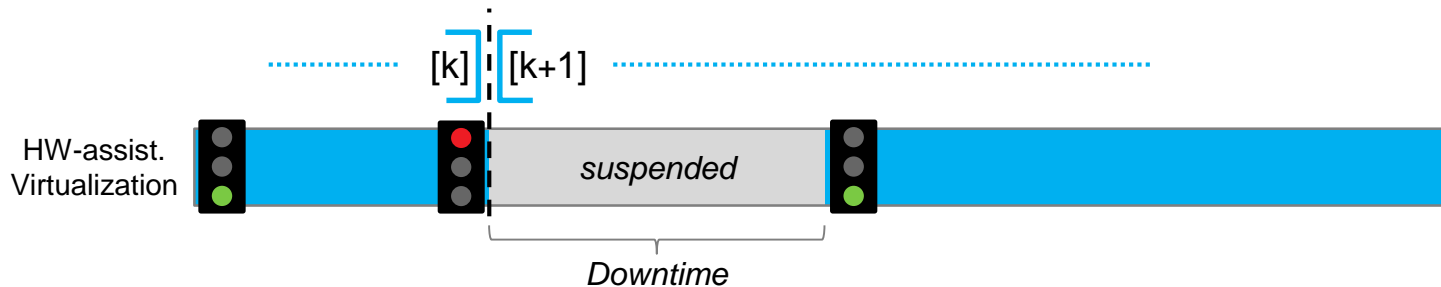 [k] [k+1]
HW-assist.
Virtualization
suspended
Downtime